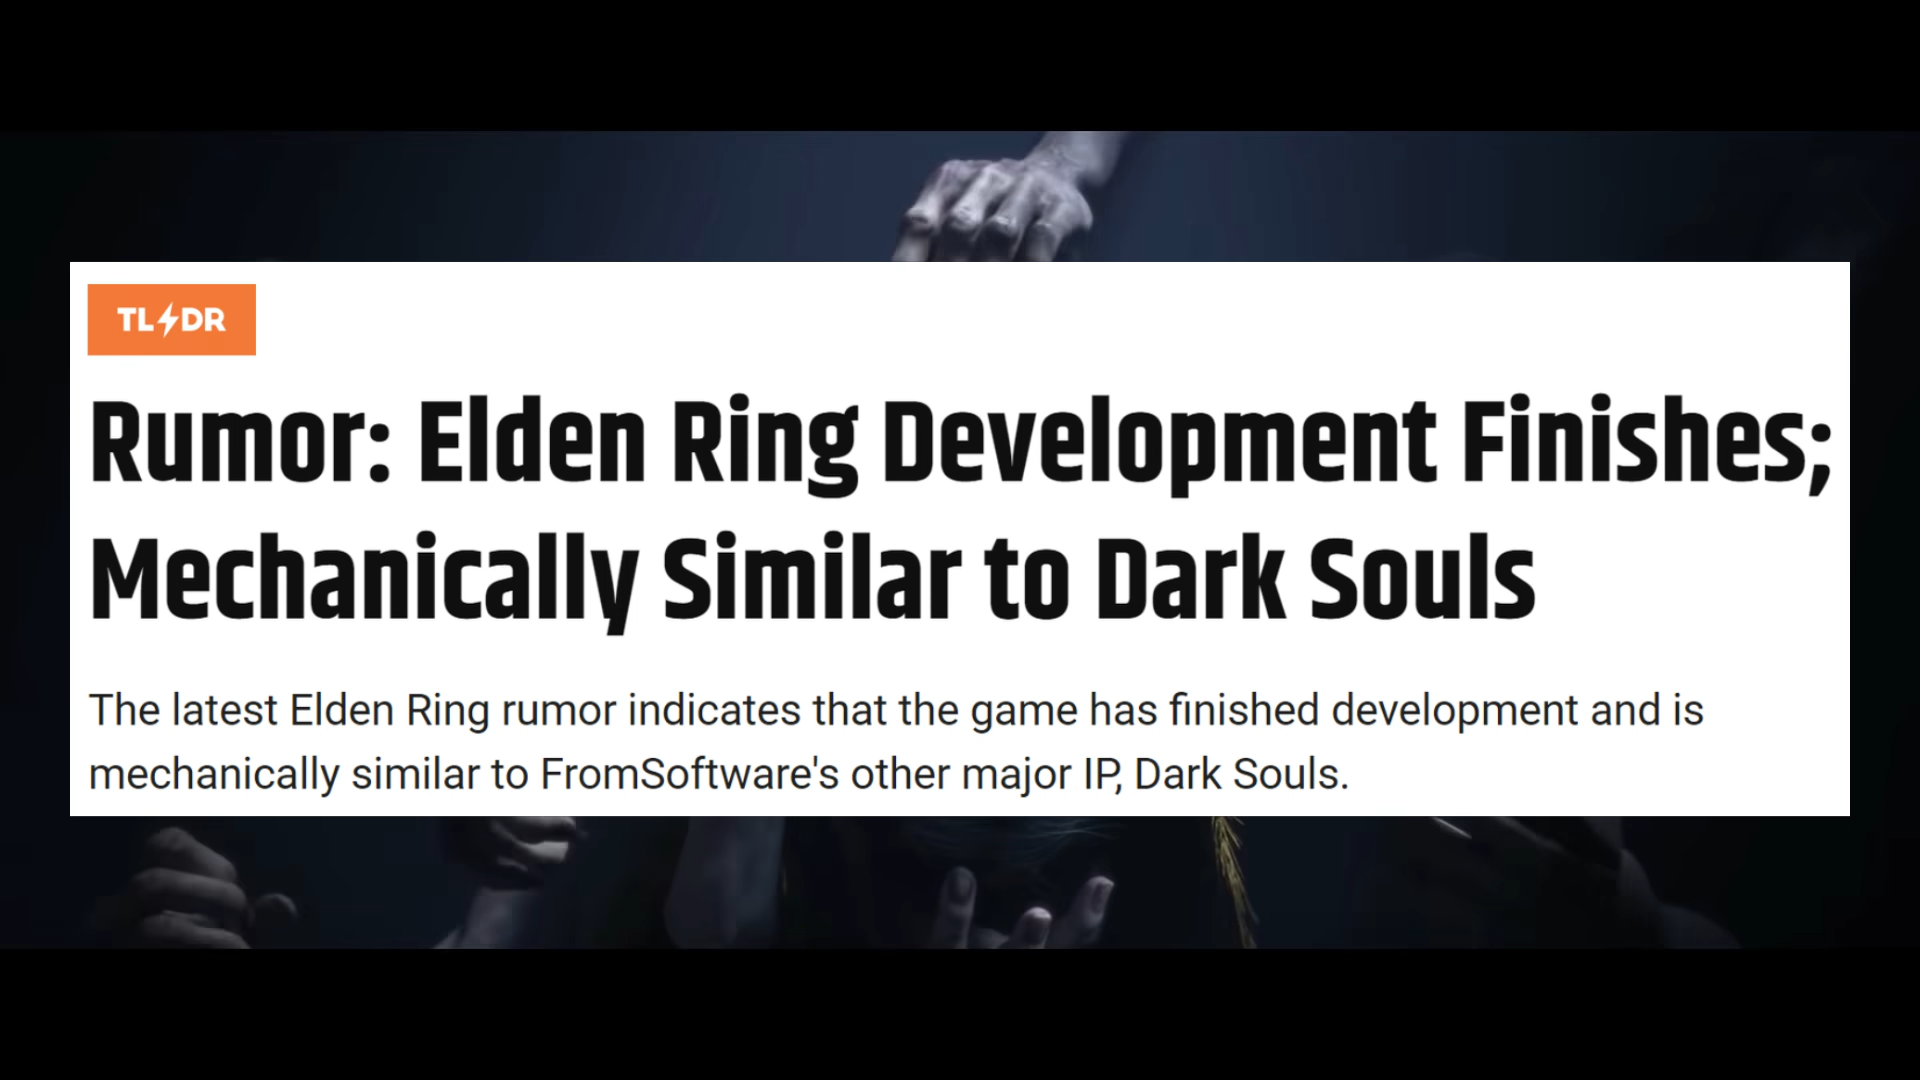 TL DR
Rumor: Elden Ring Development Finishes;
Mechanically Similar to Dark Souls
The latest Elden Ring rumor indicates that the game has finished development and is
mechanically similar to FromSoftware's other major IP, Dark Souls.